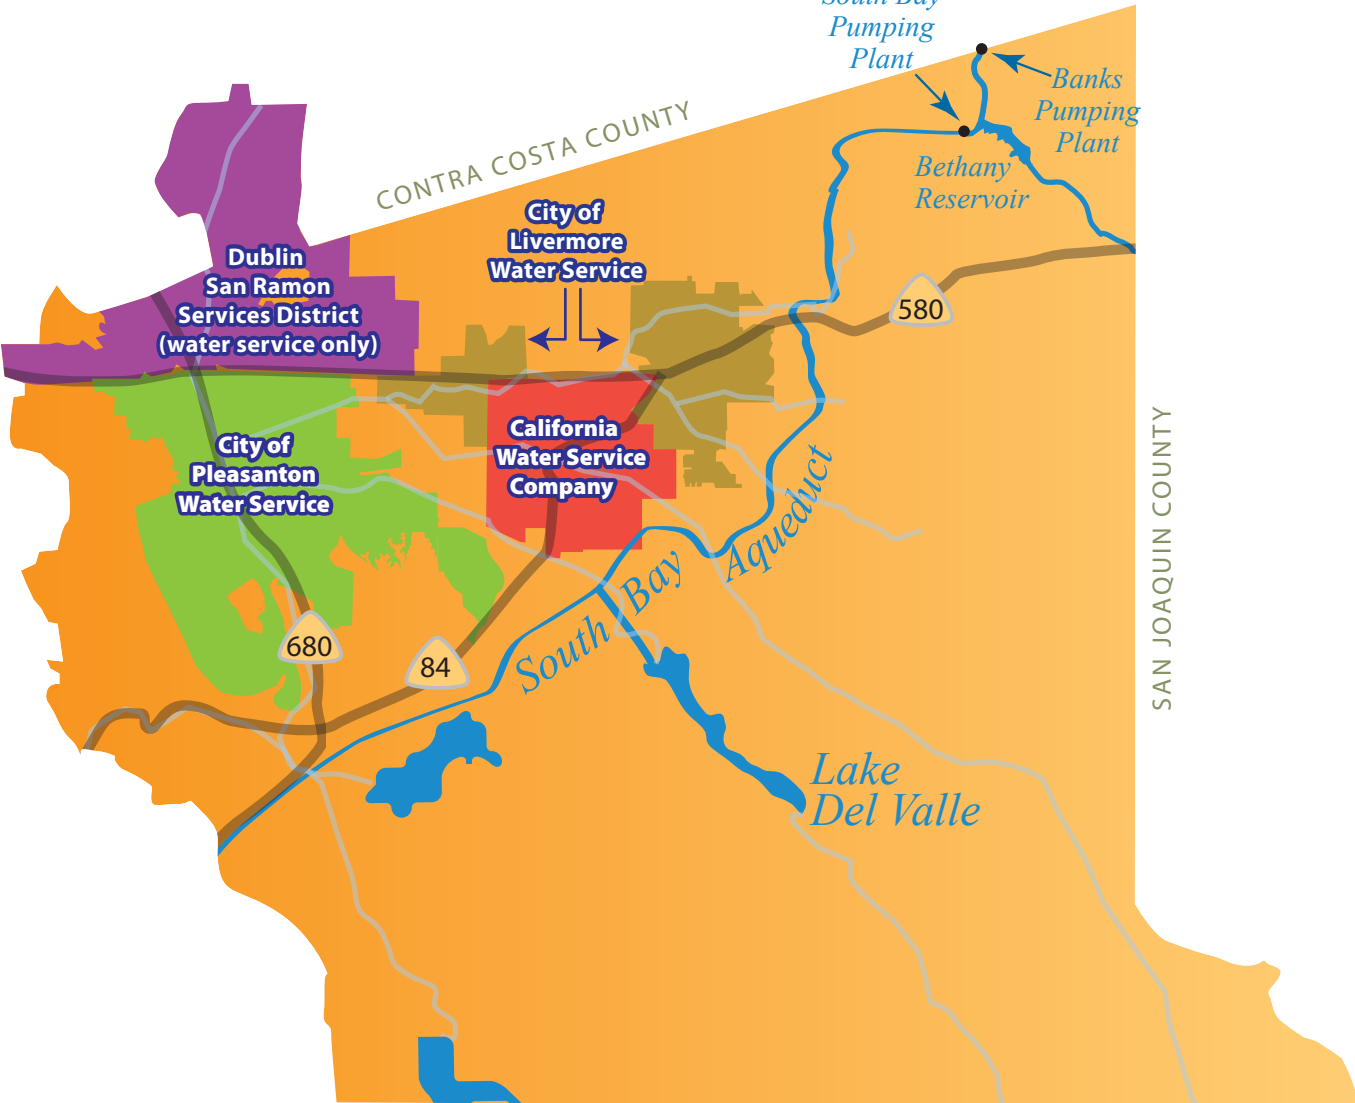 South Bay
Pumping
Plant
Banks
Pumping
Plant
Bethany
Reservoir
CONTRA COSTA COUNTY
City of
Livermore
Water Service
Dublin
San Ramon
Services District
(water service only)
580
California
Water Service
Company
City of
Pleasanton
Water Service
SAN JOAQUIN COUNTY
South Bay Aqueduct
680
84
Lake
Del Valle